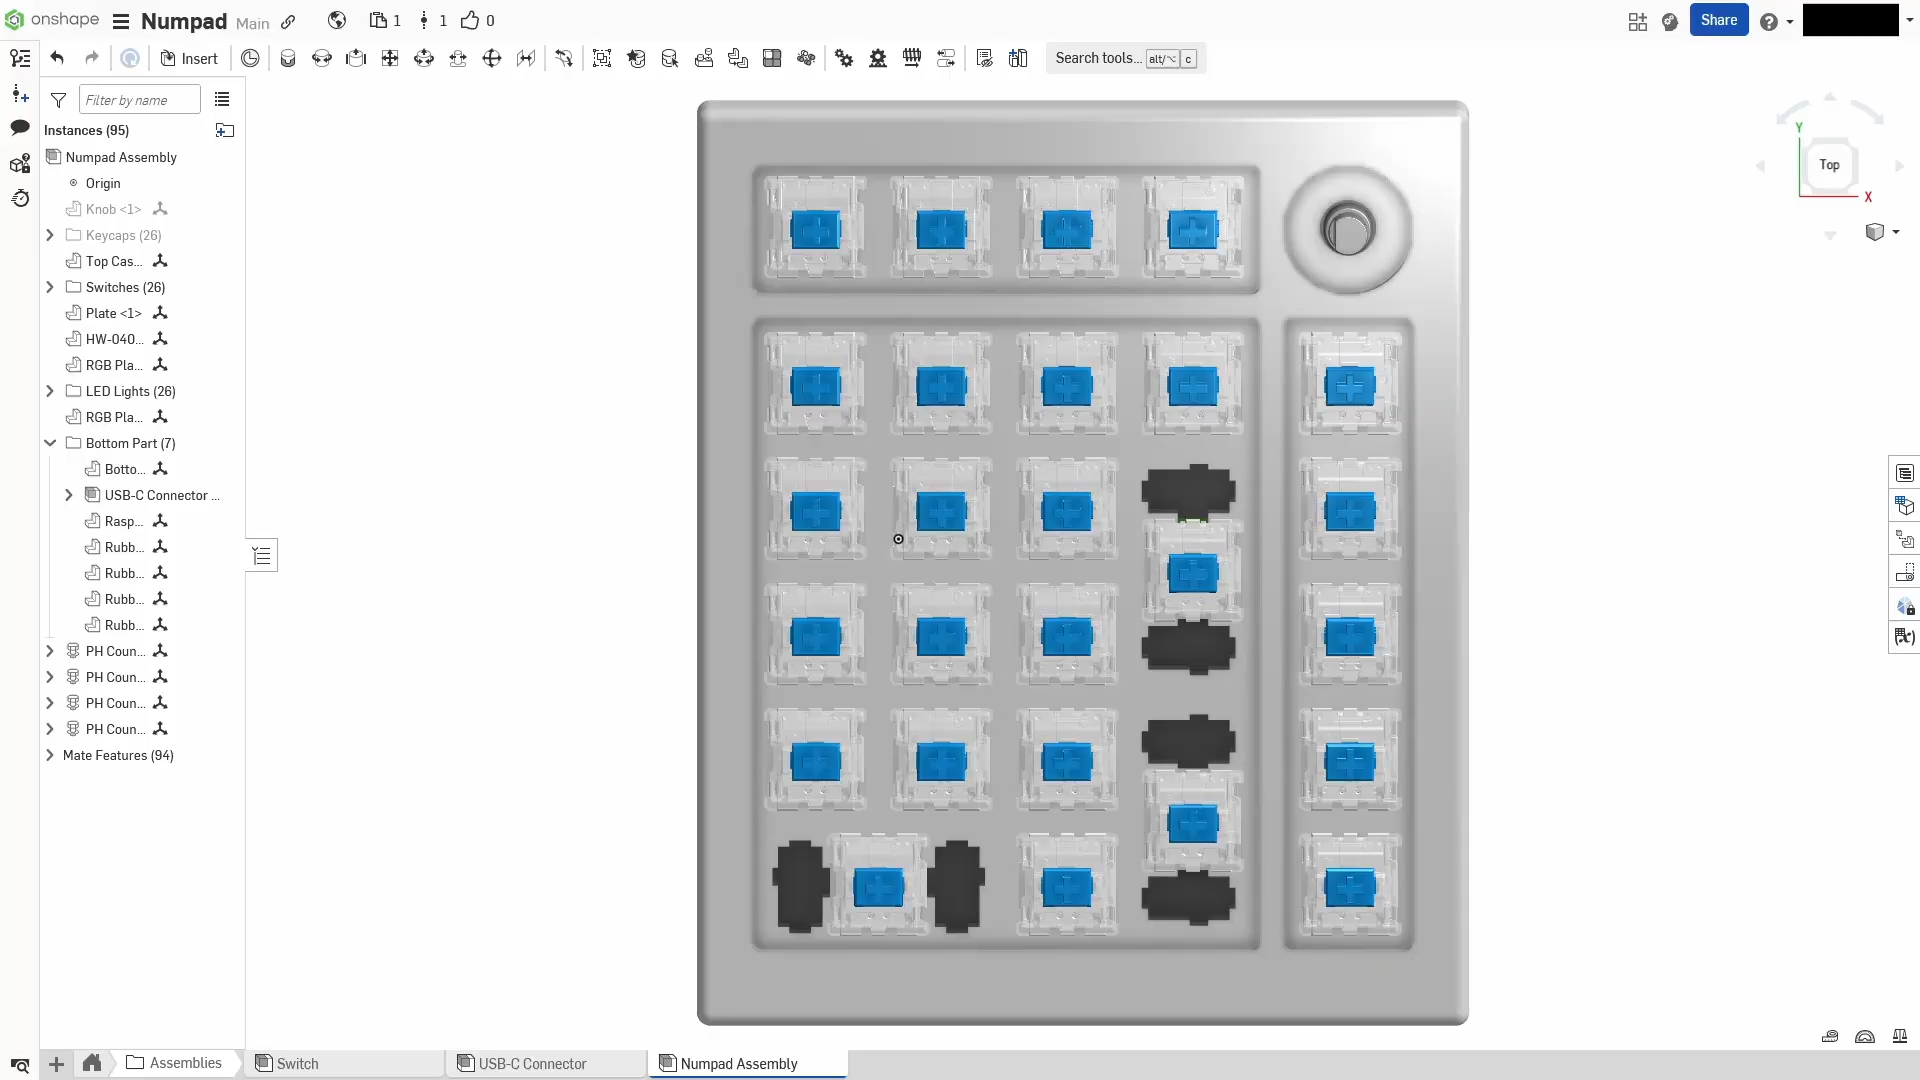 onshape
Numpad Main
1
1
0
Share
Insert
Search tools... alt/⌥ c
Filter by name
Instances (95)
Numpad Assembly
Origin
Knob <1>
Keycaps (26)
Top Cas...
Switches (26)
Plate <1>
HW-040...
RGB Pla...
LED Lights (26)
RGB Pla...
Bottom Part (7)
Botto...
USB-C Connector ...
Rasp...
Rubb...
Rubb...
Rubb...
Rubb...
PH Coun...
PH Coun...
PH Coun...
PH Coun...
Mate Features (94)
Y
Top
X
Assemblies
Switch
USB-C Connector
Numpad Assembly